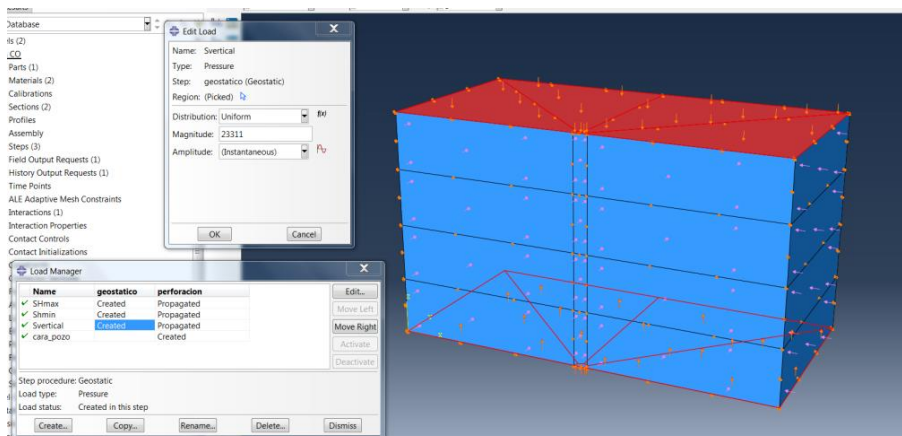 Results
Database
els (2)
CO
Parts (1)
Materials (2)
Calibrations
Sections (2)
Profiles
Assembly
Steps (3)
Field Output Requests (1)
History Output Requests (1)
Time Points
ALE Adaptive Mesh Constraints
Interactions (1)
Interaction Properties
Contact Controls
Contact Initializations
Edit Load
X
Name: Svertical
Type: Pressure
Step: geostatico (Geostatic)
Region: (Picked)
Distribution: Uniform
f(x)
Magnitude: 23311
Amplitude: (Instantaneous)
OK Cancel
Load Manager
X
Name geostatico perforacion
SHmax Created Propagated
Shmin Created Propagated
Svertical Created Propagated
cara_pozo Created
Edit...
Move Left
Move Right
Activate
Deactivate
Step procedure: Geostatic
Load type: Pressure
Load status: Created in this step
Create... Copy... Rename... Delete... Dismiss